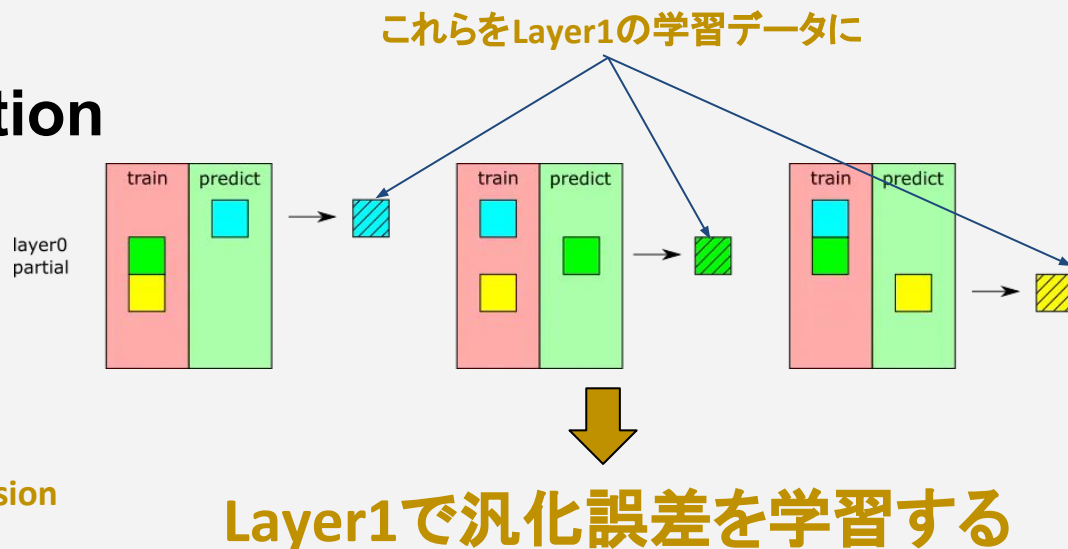 これらをLayer1の学習データに
tion
train predict
train predict
train predict
layer0
partial
sion
Layer1で汎化誤差を学習する